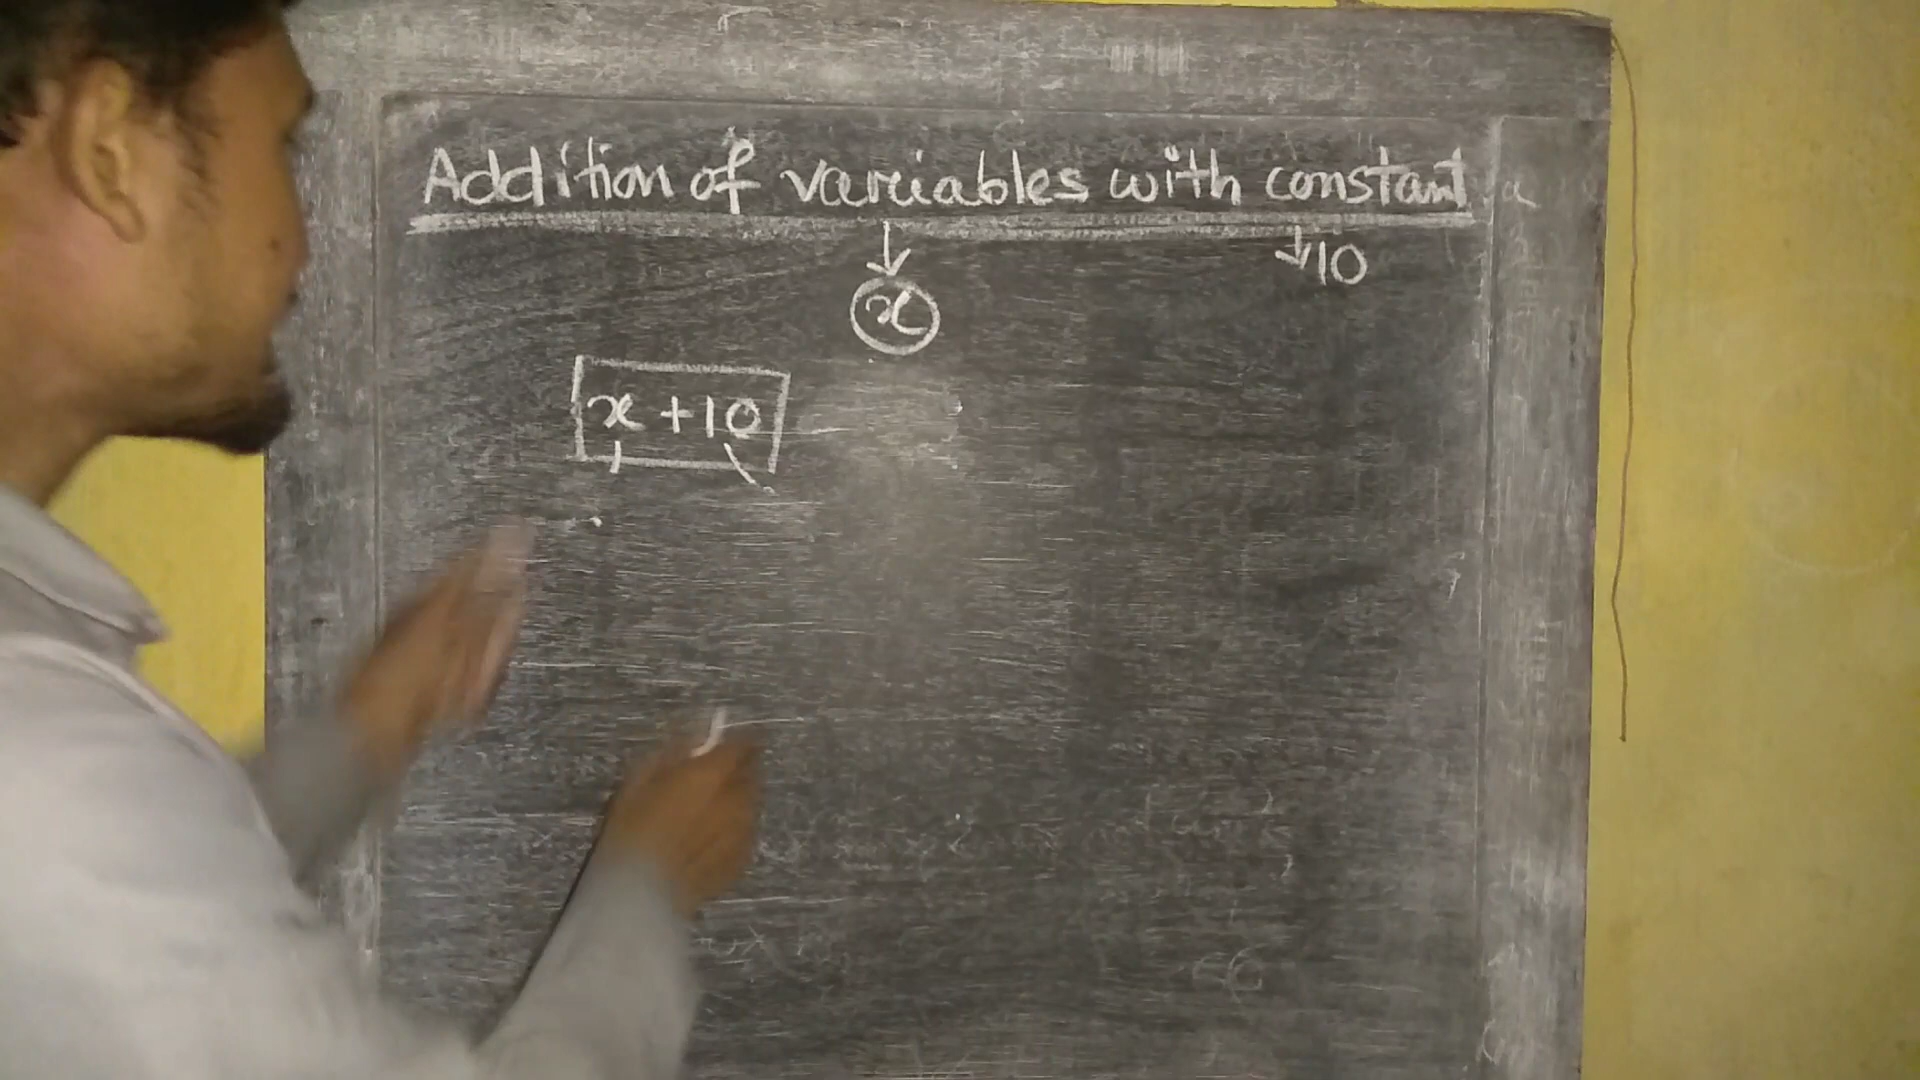 Addition of variables with constant
10
x
x + 10